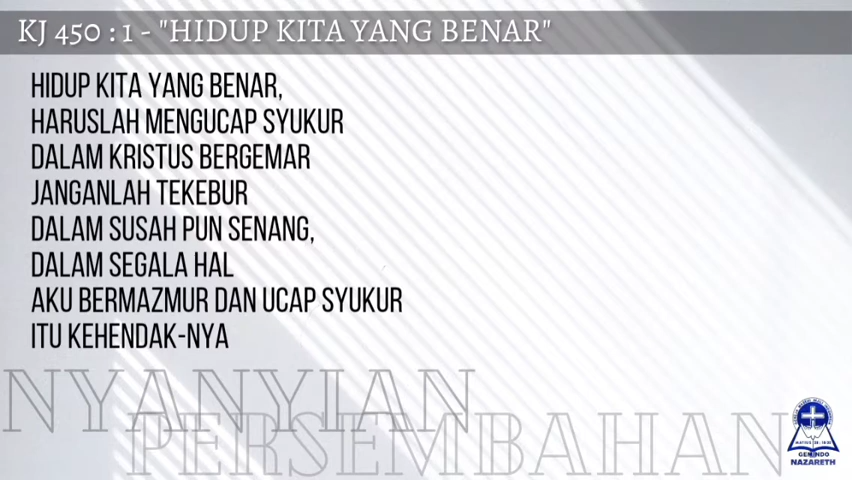 KJ 450 : 1 - "HIDUP KITA YANG BENAR"
HIDUP KITA YANG BENAR,
HARUSLAH MENGUCAP SYUKUR
DALAM KRISTUS BERGEMAR
JANGANLAH TEKEBUR
DALAM SUSAH PUN SENANG,
DALAM SEGALA HAL
AKU BERMAZMUR DAN UCAP SYUKUR
ITU KEHENDAK-NYA
NYANYIAN
PERSEMBAHAN
GEMINDO
NAZARETH